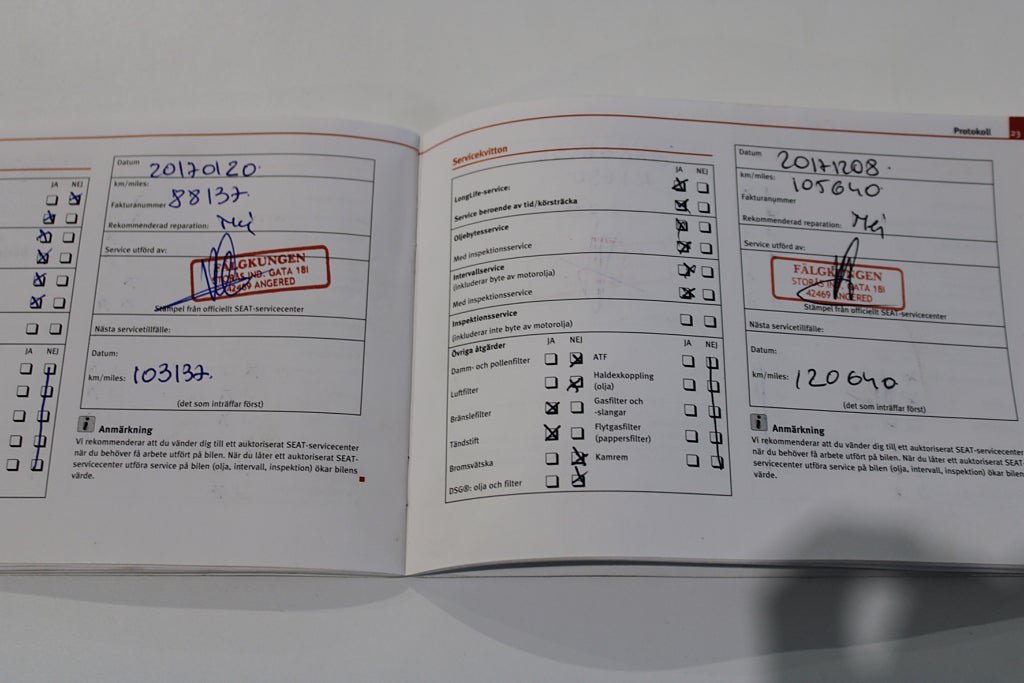 JA NEJ
Datum 20170120.
km/miles: 88137.
Fakturanummer
Rekommenderad reparation: Nej
Service utförd av:
FÄLGKUNGEN
STORÅS IND. GATA 18I
42469 ANGERED
Stämpel från officiellt SEAT-servicecenter
Nästa servicetillfälle:
JA NEJ
Datum:
km/miles: 103137.
(det som inträffar först)
i Anmärkning
Vi rekommenderar att du vänder dig till ett auktoriserat SEAT-servicecenter
när du behöver få arbete utfört på bilen. När du låter ett auktoriserat SEAT-
servicecenter utföra service på bilen (olja, intervall, inspektion) ökar bilens
värde.
Protokoll 23
Servicekvitton
JA NEJ
LongLife-service:
Service beroende av tid/körsträcka
Oljebytesservice
Med inspektionsservice
Intervallservice
(inkluderar byte av motorolja)
Med inspektionsservice
Inspektionsservice
(inkluderar inte byte av motorolja)
Övriga åtgärder JA NEJ JA NEJ
Damm- och pollenfilter
Luftfilter
Bränslefilter
Tändstift
Bromsvätska
DSG®: olja och filter
ATF
Haldexkoppling
(olja)
Gasfilter och
-slangar
Flytgasfilter
(pappersfilter)
Kamrem
Datum 20171208.
km/miles: 105640
Fakturanummer
Rekommenderad reparation: Nej
Service utförd av:
FÄLGKUNGEN
STORÅS IND. GATA 18I
42469 ANGERED
Stämpel från officiellt SEAT-servicecenter
Nästa servicetillfälle:
Datum:
km/miles: 120640
(det som inträffar först)
i Anmärkning
Vi rekommenderar att du vänder dig till ett auktoriserat SEAT-servicecenter
när du behöver få arbete utfört på bilen. När du låter ett auktoriserat SEAT-
servicecenter utföra service på bilen (olja, intervall, inspektion) ökar bilens
värde.